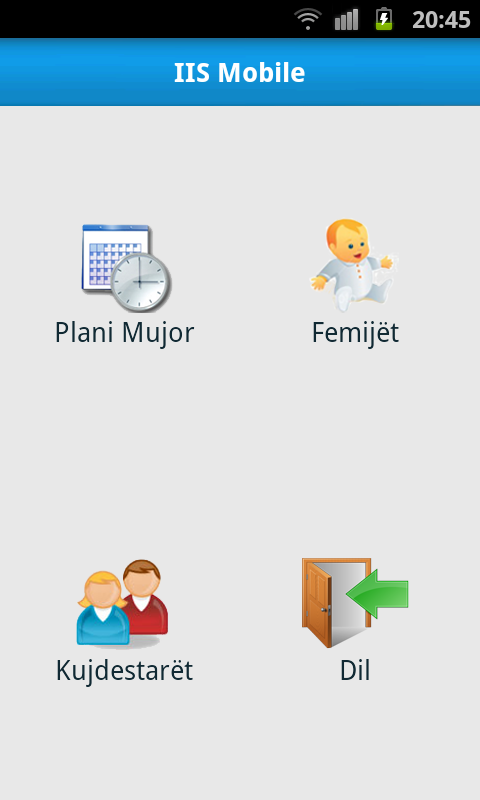 20:45
IIS Mobile
Plani Mujor
Femijët
Kujdestarët
Dil